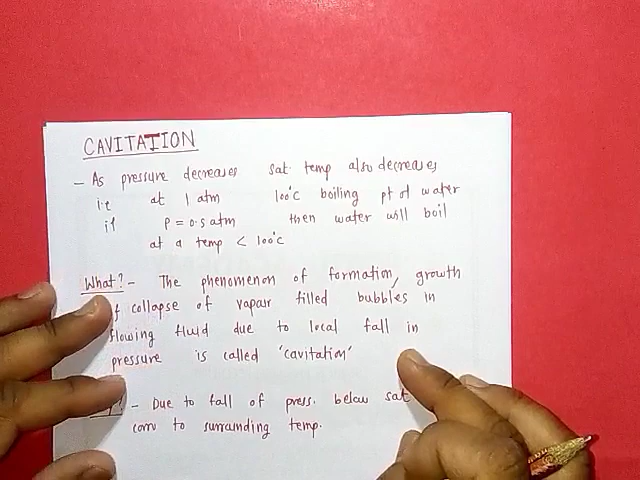 CAVITATION
- As pressure decreases sat. temp also decreases
i.e at 1 atm 100°C boiling pt of water
if P = 0.5 atm then water will boil
at a temp < 100°C
What? - The phenomenon of formation, growth
of collapse of vapour filled bubbles in
flowing fluid due to local fall in
pressure is called 'cavitation'
- Due to fall of press. below sat
corr to surrounding temp.